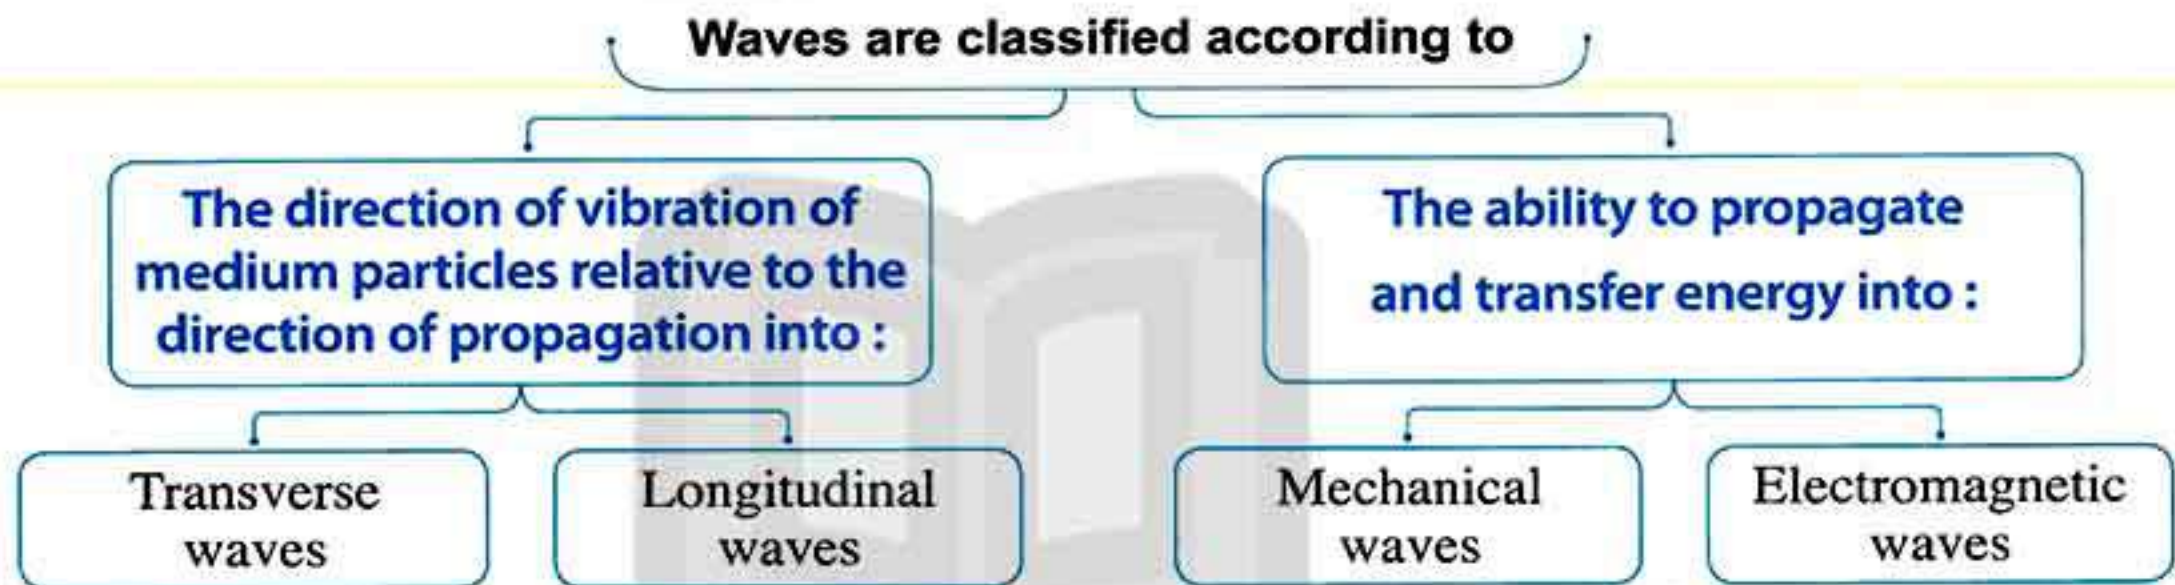 Waves are classified according to
The direction of vibration of
medium particles relative to the
direction of propagation into :
The ability to propagate
and transfer energy into :
Transverse
waves
Longitudinal
waves
Mechanical
waves
Electromagnetic
waves